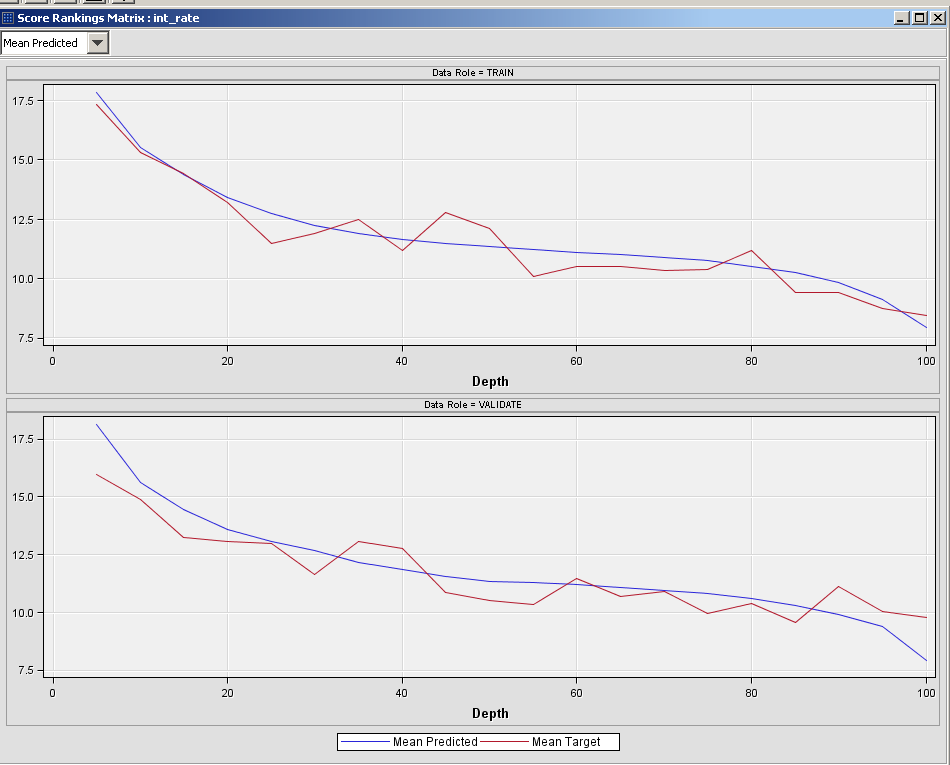 Score Rankings Matrix : int_rate
Mean Predicted
Data Role = TRAIN
17.5
15.0
12.5
10.0
7.5
0 20 40 60 80 100
Depth
Data Role = VALIDATE
17.5
15.0
12.5
10.0
7.5
0 20 40 60 80 100
Depth
Mean Predicted Mean Target